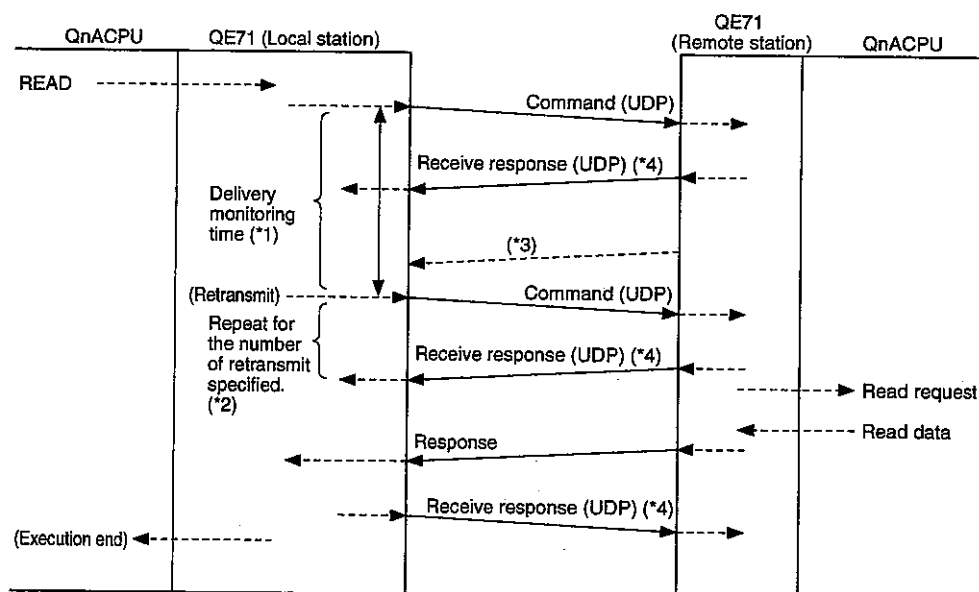 QnACPU
QE71 (Local station)
QE71
(Remote station)
QnACPU
READ
Command (UDP)
Receive response (UDP) (*4)
Delivery
monitoring
time (*1)
(*3)
(Retransmit)
Command (UDP)
Repeat for
the number
of retransmit
specified.
(*2)
Receive response (UDP) (*4)
Read request
Read data
Response
Receive response (UDP) (*4)
(Execution end)